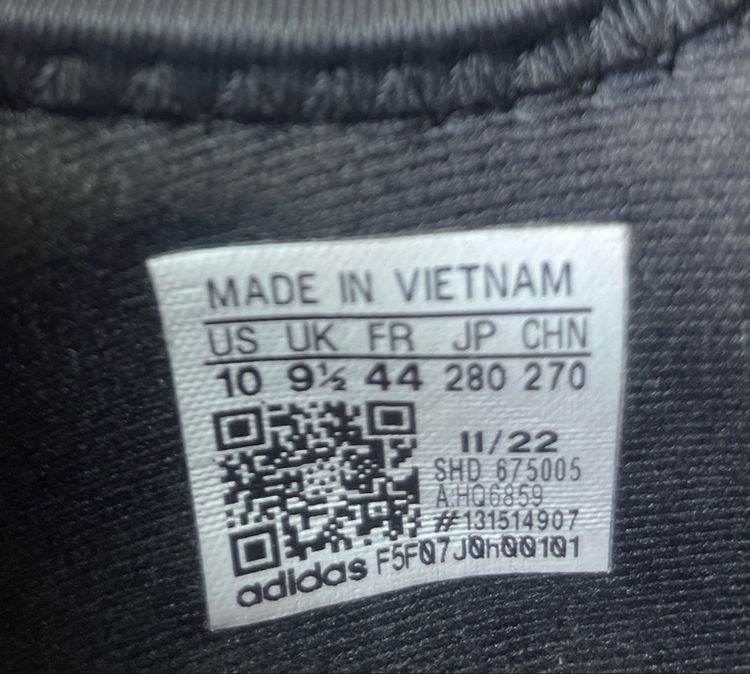 MADE IN VIETNAM
US UK FR JP CHN
10 9½ 44 280 270
11/22
SHD 675005
A:HQ6859
#131514907
adidas F5FQ7J0h00101